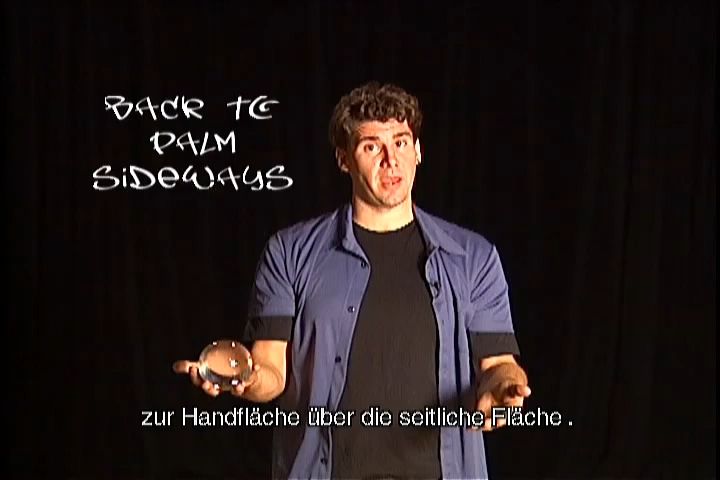 BACK TO
PALM
SiDeWAYS
zur Handfläche über die seitliche Fläche .